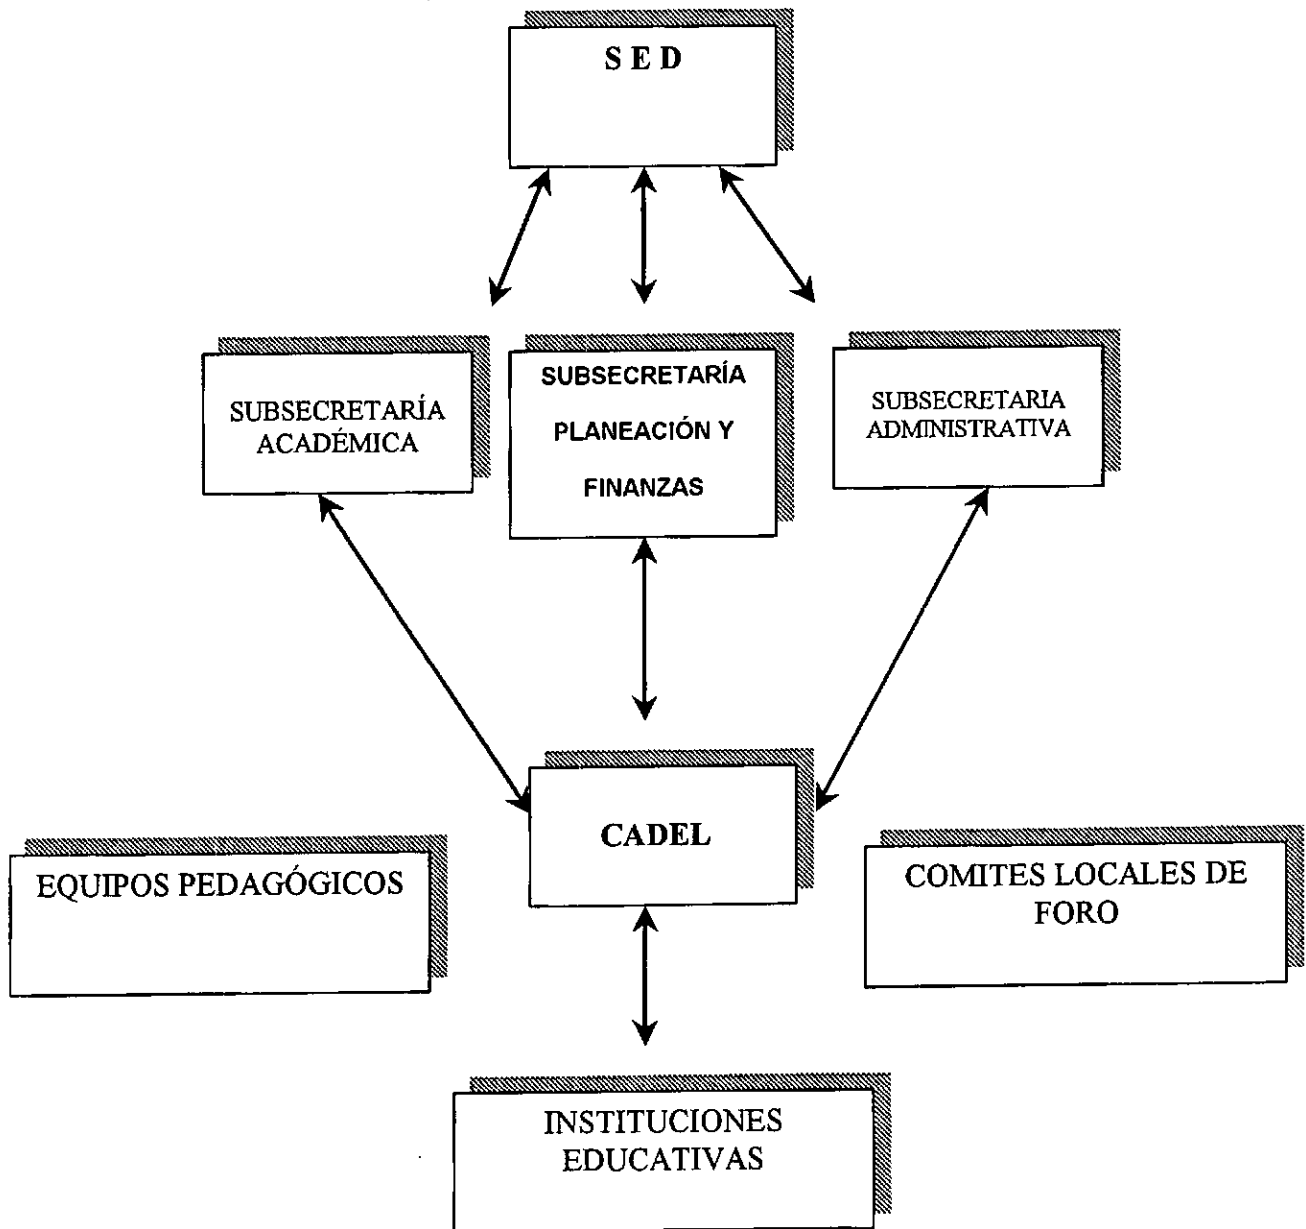 S E D
SUBSECRETARÍA
ACADÉMICA
SUBSECRETARÍA
PLANEACIÓN Y
FINANZAS
SUBSECRETARIA
ADMINISTRATIVA
CADEL
EQUIPOS PEDAGÓGICOS
COMITES LOCALES DE
FORO
INSTITUCIONES
EDUCATIVAS